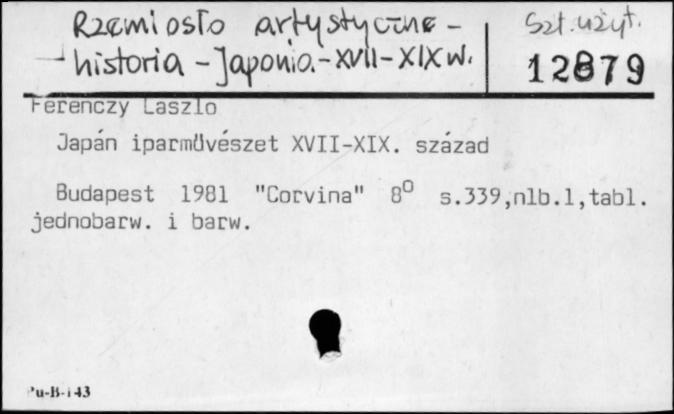 Rzemiosło artystyczne -
historia - Japonia. - XVII - XIX w.
Szt. użyt.
12879
Ferenczy Laszlo
Japán iparművészet XVII-XIX. század
Budapest 1981 "Corvina" 8° s.339,nlb.1,tabl.
jednobarw. i barw.
Pu-B-143